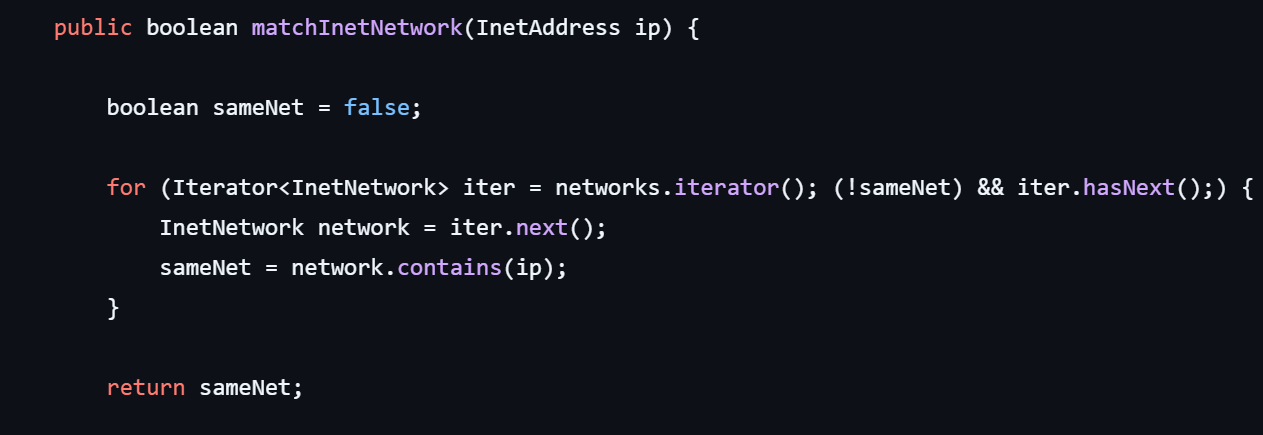 public boolean matchInetNetwork(InetAddress ip) {
boolean sameNet = false;
for (Iterator<InetNetwork> iter = networks.iterator(); (!sameNet) && iter.hasNext();) {
InetNetwork network = iter.next();
sameNet = network.contains(ip);
}
return sameNet;